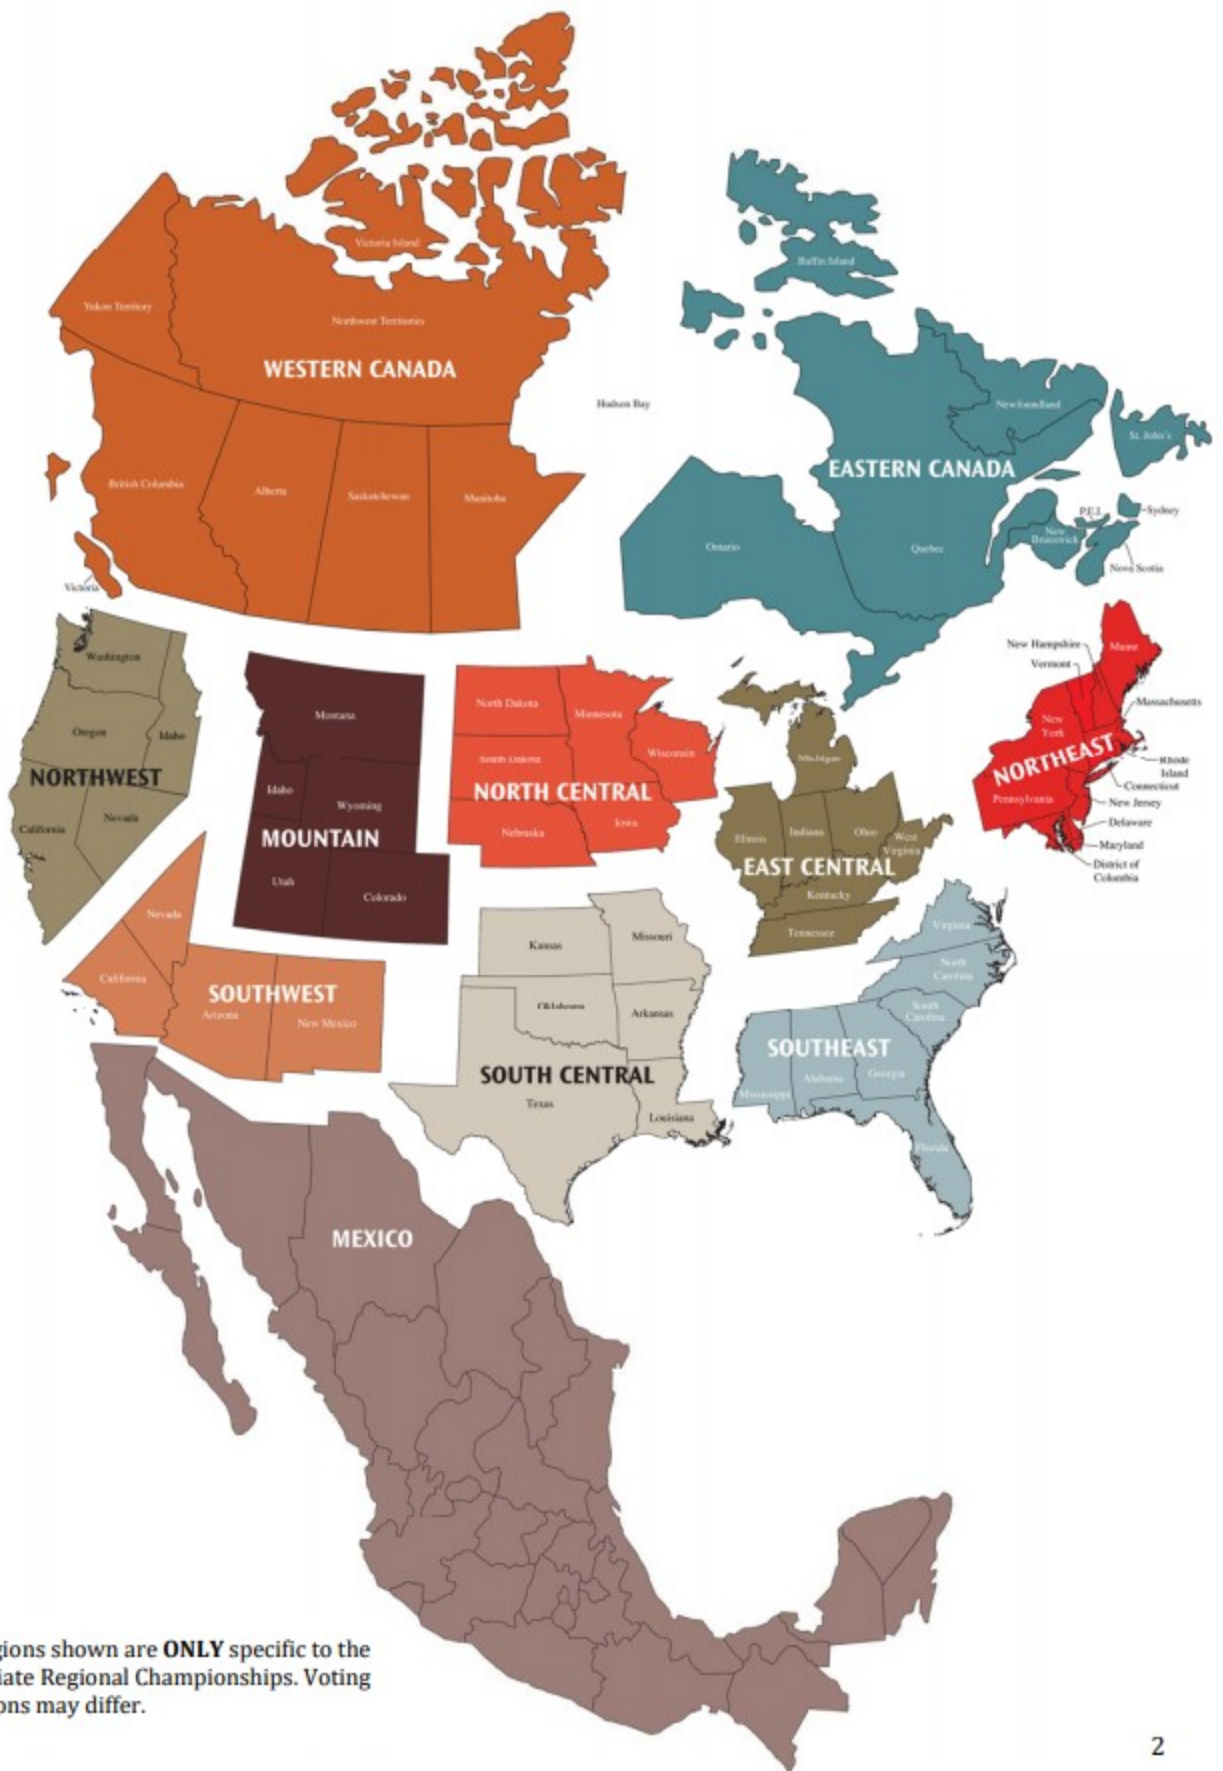 Victoria Island
Yukon Territory
Northwest Territories
WESTERN CANADA
British Columbia
Alberta
Saskatchewan
Manitoba
Victoria
Hudson Bay
Baffin Island
Newfoundland
St. John's
EASTERN CANADA
P.E.I.
Sydney
New
Brunswick
Nova Scotia
Ontario
Quebec
Washington
Oregon
Idaho
NORTHWEST
California
Nevada
Montana
Idaho
Wyoming
MOUNTAIN
Utah
Colorado
North Dakota
Minnesota
South Dakota
Wisconsin
NORTH CENTRAL
Nebraska
Iowa
Michigan
Illinois
Indiana
Ohio
West
Virginia
EAST CENTRAL
Kentucky
Tennessee
New Hampshire
Maine
Vermont
Massachusetts
New
York
NORTHEAST
Rhode
Island
Connecticut
Pennsylvania
New Jersey
Delaware
Maryland
District of
Columbia
Nevada
California
SOUTHWEST
Arizona
New Mexico
Kansas
Missouri
Oklahoma
Arkansas
SOUTH CENTRAL
Texas
Louisiana
Virginia
North
Carolina
South
Carolina
SOUTHEAST
Alabama
Georgia
Mississippi
Florida
MEXICO
gions shown are ONLY specific to the
iate Regional Championships. Voting
ons may differ.
2